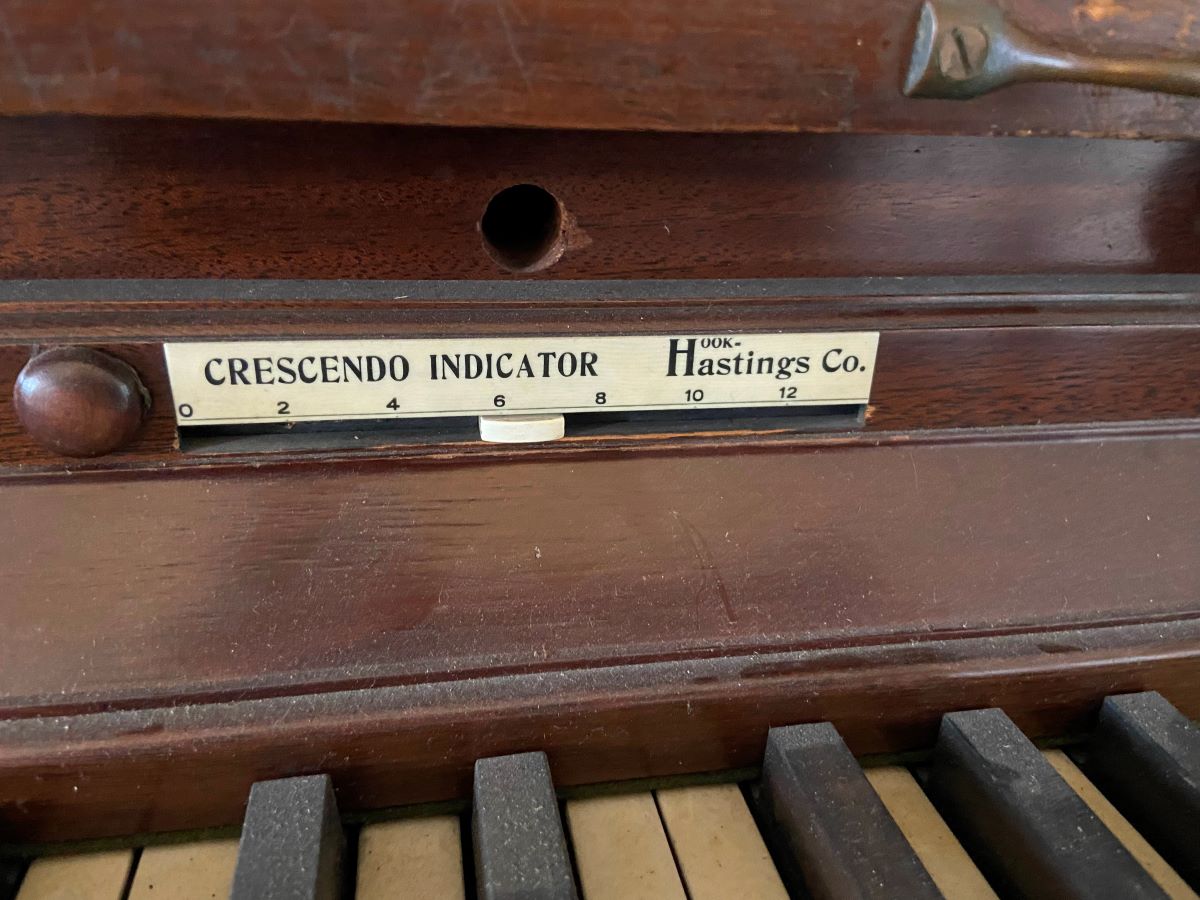 CRESCENDO INDICATOR HOOK-Hastings Co.
0 2 4 6 8 10 12